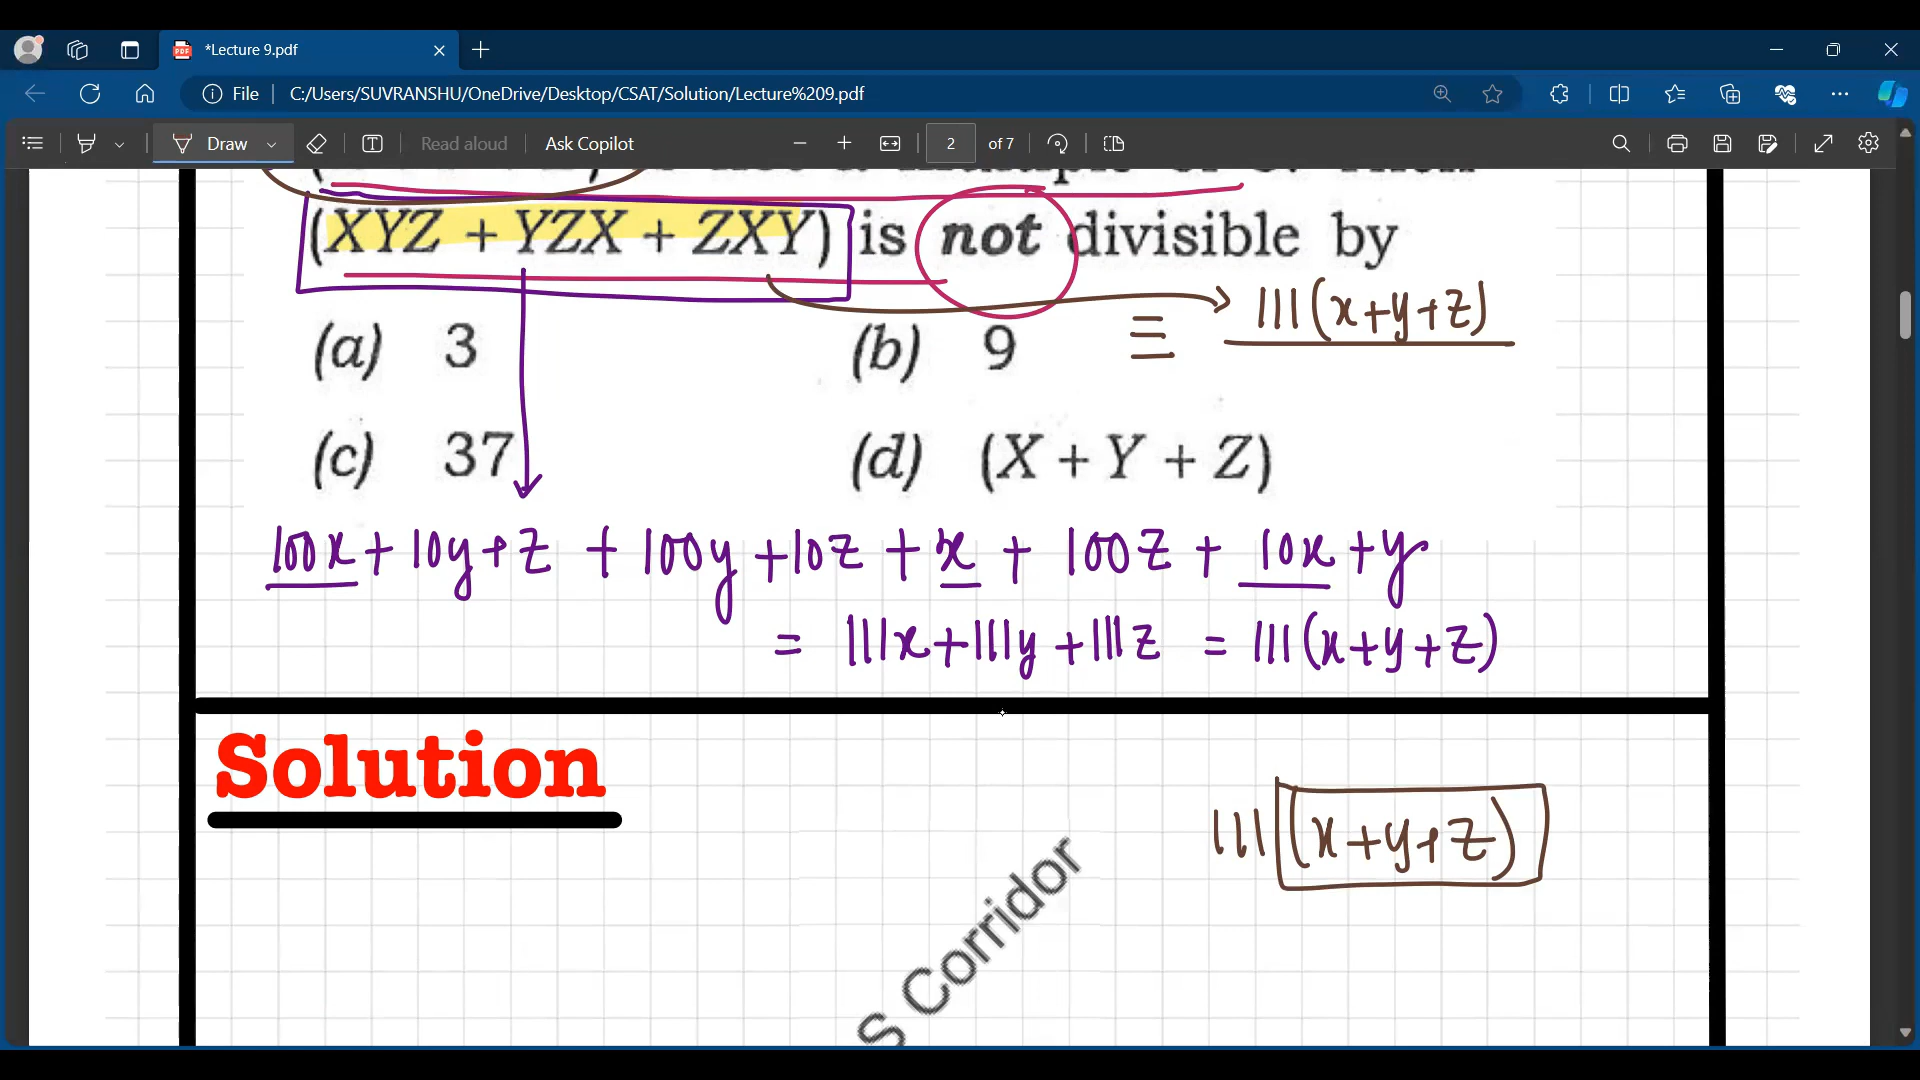 *Lecture 9.pdf
File
C:/Users/SUVRANSHU/OneDrive/Desktop/CSAT/Solution/Lecture%209.pdf
Draw
Read aloud
Ask Copilot
2 of 7
(XYZ + YZX + ZXY) is not divisible by
111(x+y+z)
(a) 3 (b) 9
(c) 37 (d) (X + Y + Z)
100x + 10y + z + 100y + 10z + x + 100z + 10x + y
= 111x + 111y + 111z = 111(x+y+z)
Solution
111 (x+y+z)
S Corridor